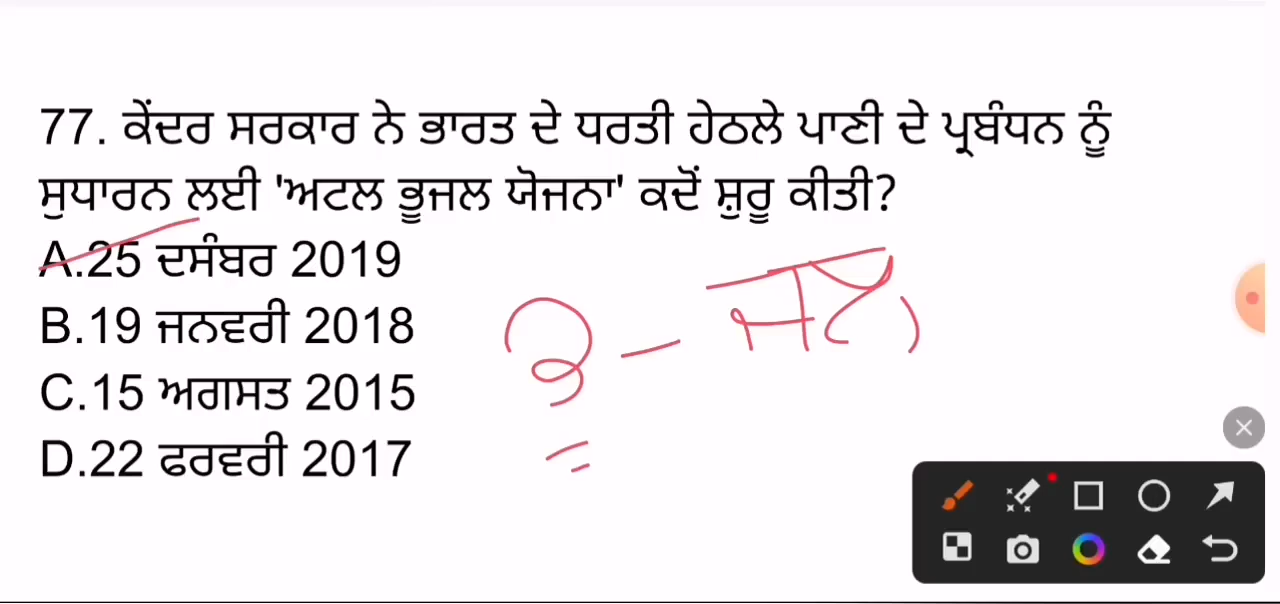 77. ਕੇਂਦਰ ਸਰਕਾਰ ਨੇ ਭਾਰਤ ਦੇ ਧਰਤੀ ਹੇਠਲੇ ਪਾਣੀ ਦੇ ਪ੍ਰਬੰਧਨ ਨੂੰ
ਸੁਧਾਰਨ ਲਈ 'ਅਟਲ ਭੂਜਲ ਯੋਜਨਾ' ਕਦੋਂ ਸ਼ੁਰੂ ਕੀਤੀ?
A.25 ਦਸੰਬਰ 2019
B.19 ਜਨਵਰੀ 2018
C.15 ਅਗਸਤ 2015
D.22 ਫਰਵਰੀ 2017